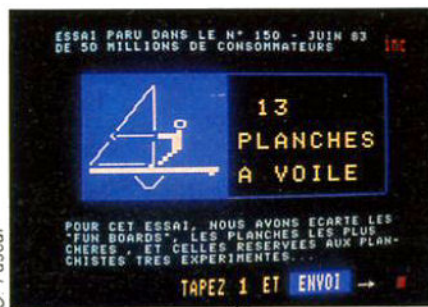 ESSAI PARU DANS LE N° 150 - JUIN 83
DE 50 MILLIONS DE CONSOMMATEURS
INC
13
PLANCHES
A VOILE
POUR CET ESSAI, NOUS AVONS ECARTE LES
"FUN BOARDS", LES PLANCHES LES PLUS
CHERES, ET CELLES RESERVEES AUX PLAN-
CHISTES TRES EXPERIMENTES...
TAPEZ 1 ET ENVOI →